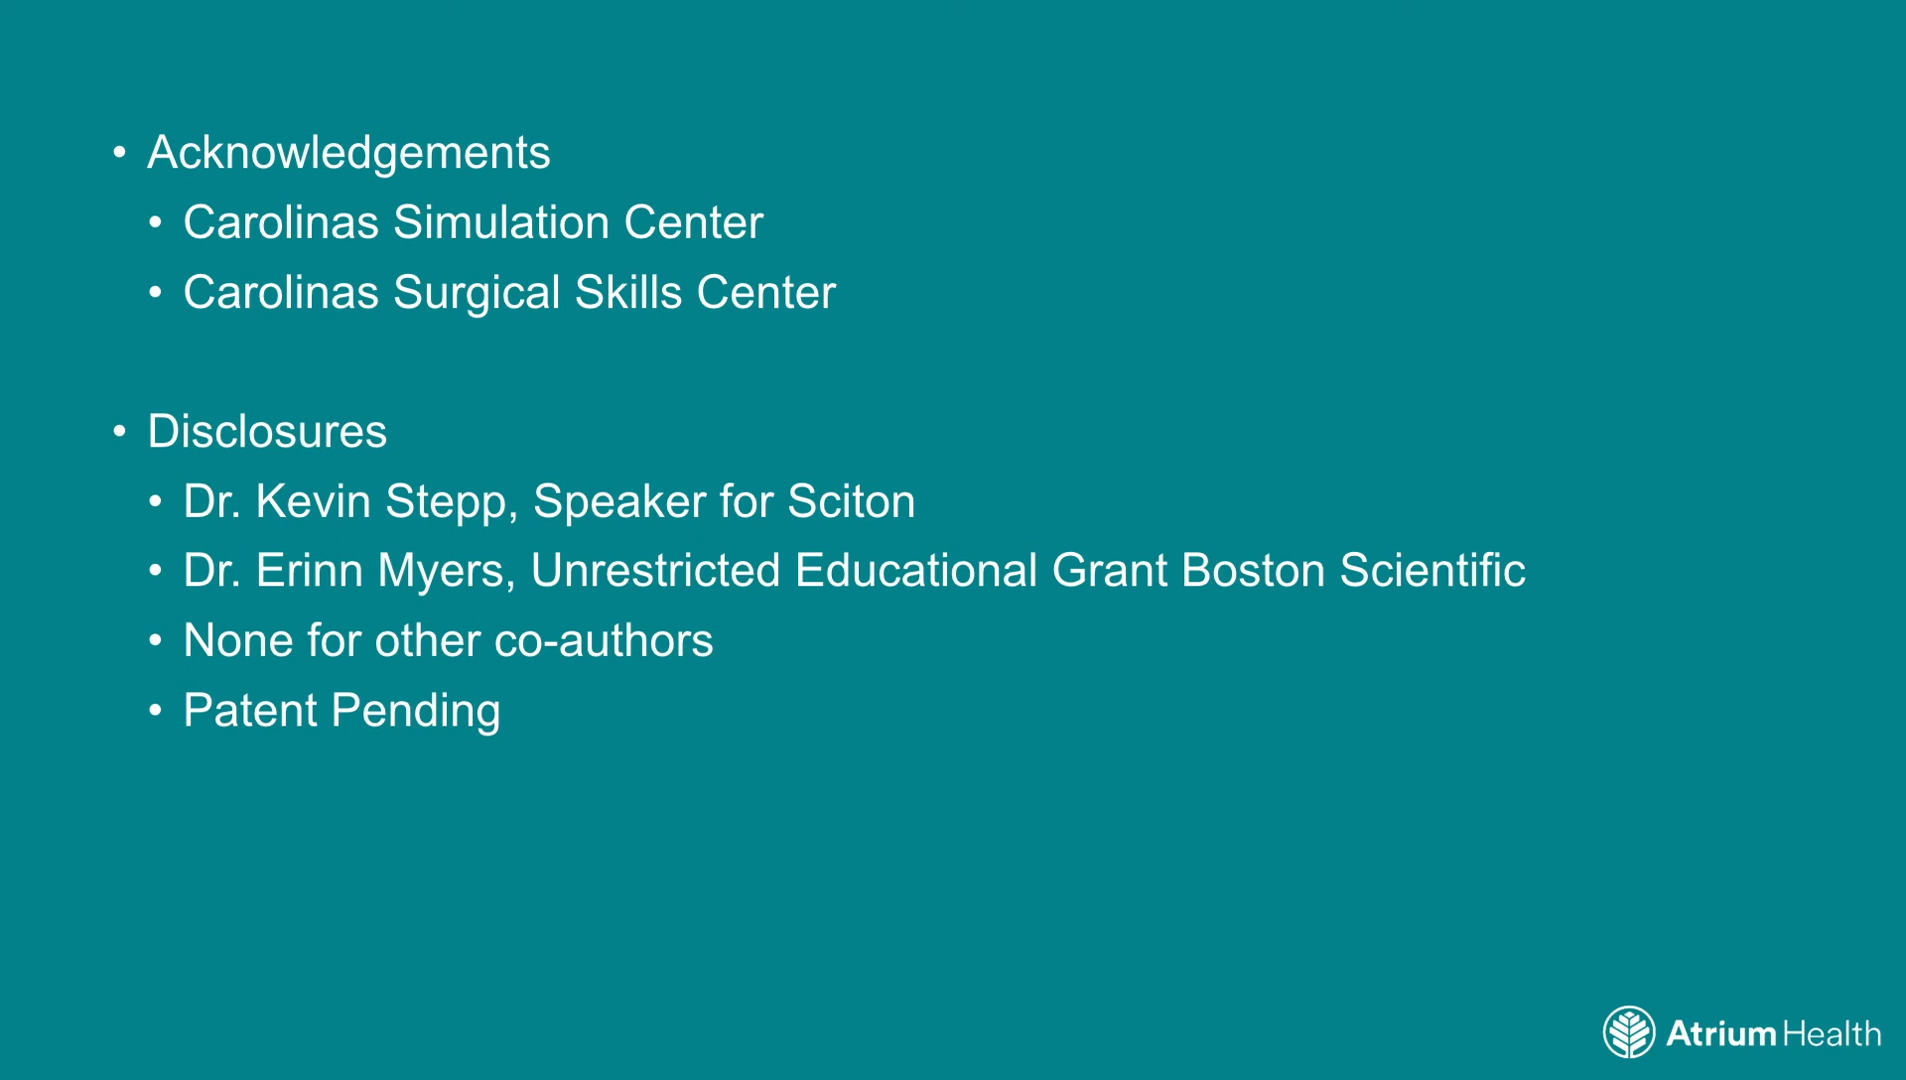 • Acknowledgements
• Carolinas Simulation Center
• Carolinas Surgical Skills Center
• Disclosures
• Dr. Kevin Stepp, Speaker for Sciton
• Dr. Erinn Myers, Unrestricted Educational Grant Boston Scientific
• None for other co-authors
• Patent Pending
Atrium Health